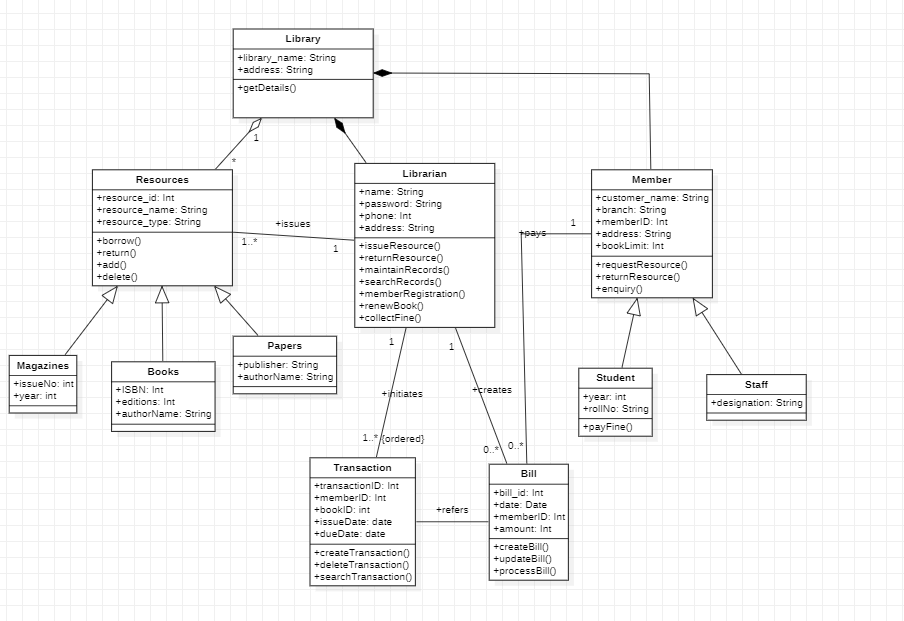 Library
+library_name: String
+address: String
+getDetails()
1
*
Resources
+resource_id: Int
+resource_name: String
+resource_type: String
+borrow()
+return()
+add()
+delete()
+issues
1..*
1
Librarian
+name: String
+password: String
+phone: Int
+address: String
+issueResource()
+returnResource()
+maintainRecords()
+searchRecords()
+memberRegistration()
+renewBook()
+collectFine()
Member
+customer_name: String
+branch: String
+memberID: Int
+address: String
+bookLimit: Int
+requestResource()
+returnResource()
+enquiry()
1
+pays
0..*
Magazines
+issueNo: int
+year: int
Books
+ISBN: Int
+editions: Int
+authorName: String
Papers
+publisher: String
+authorName: String
1
+initiates
1..*
{ordered}
1
+creates
0..*
Student
+year: int
+rollNo: String
+payFine()
Staff
+designation: String
Transaction
+transactionID: Int
+memberID: Int
+bookID: int
+issueDate: date
+dueDate: date
+createTransaction()
+deleteTransaction()
+searchTransaction()
+refers
Bill
+bill_id: Int
+date: Date
+memberID: Int
+amount: Int
+createBill()
+updateBill()
+processBill()